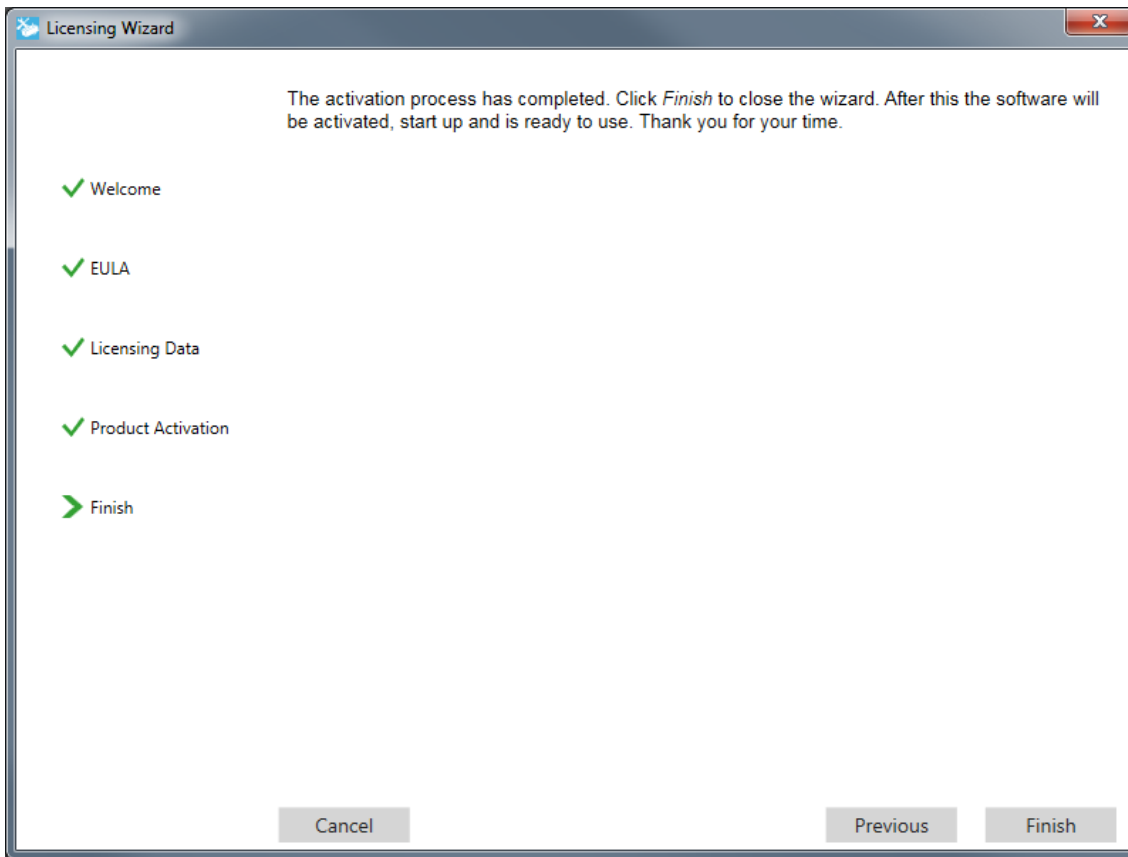 Licensing Wizard
The activation process has completed. Click Finish to close the wizard. After this the software will
be activated, start up and is ready to use. Thank you for your time.
Welcome
EULA
Licensing Data
Product Activation
Finish
Cancel
Previous
Finish